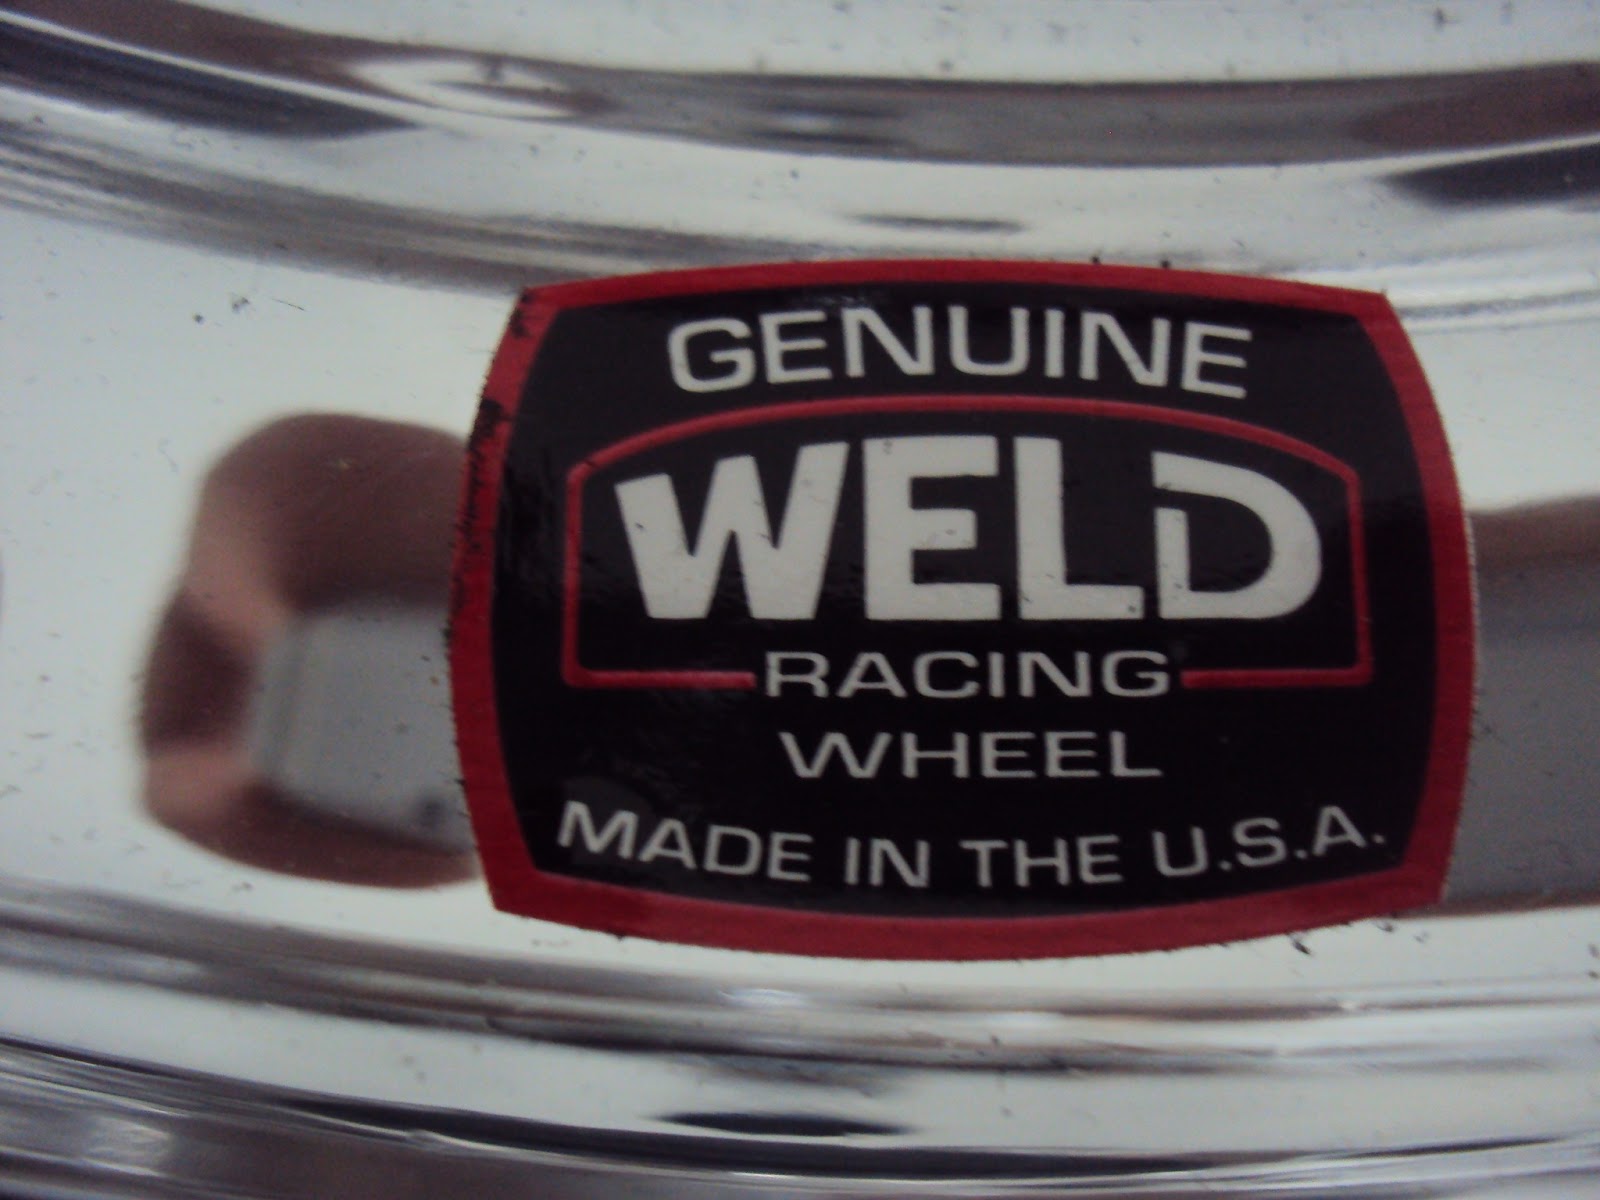 GENUINE
WELD
RACING
WHEEL
MADE IN THE U.S.A.